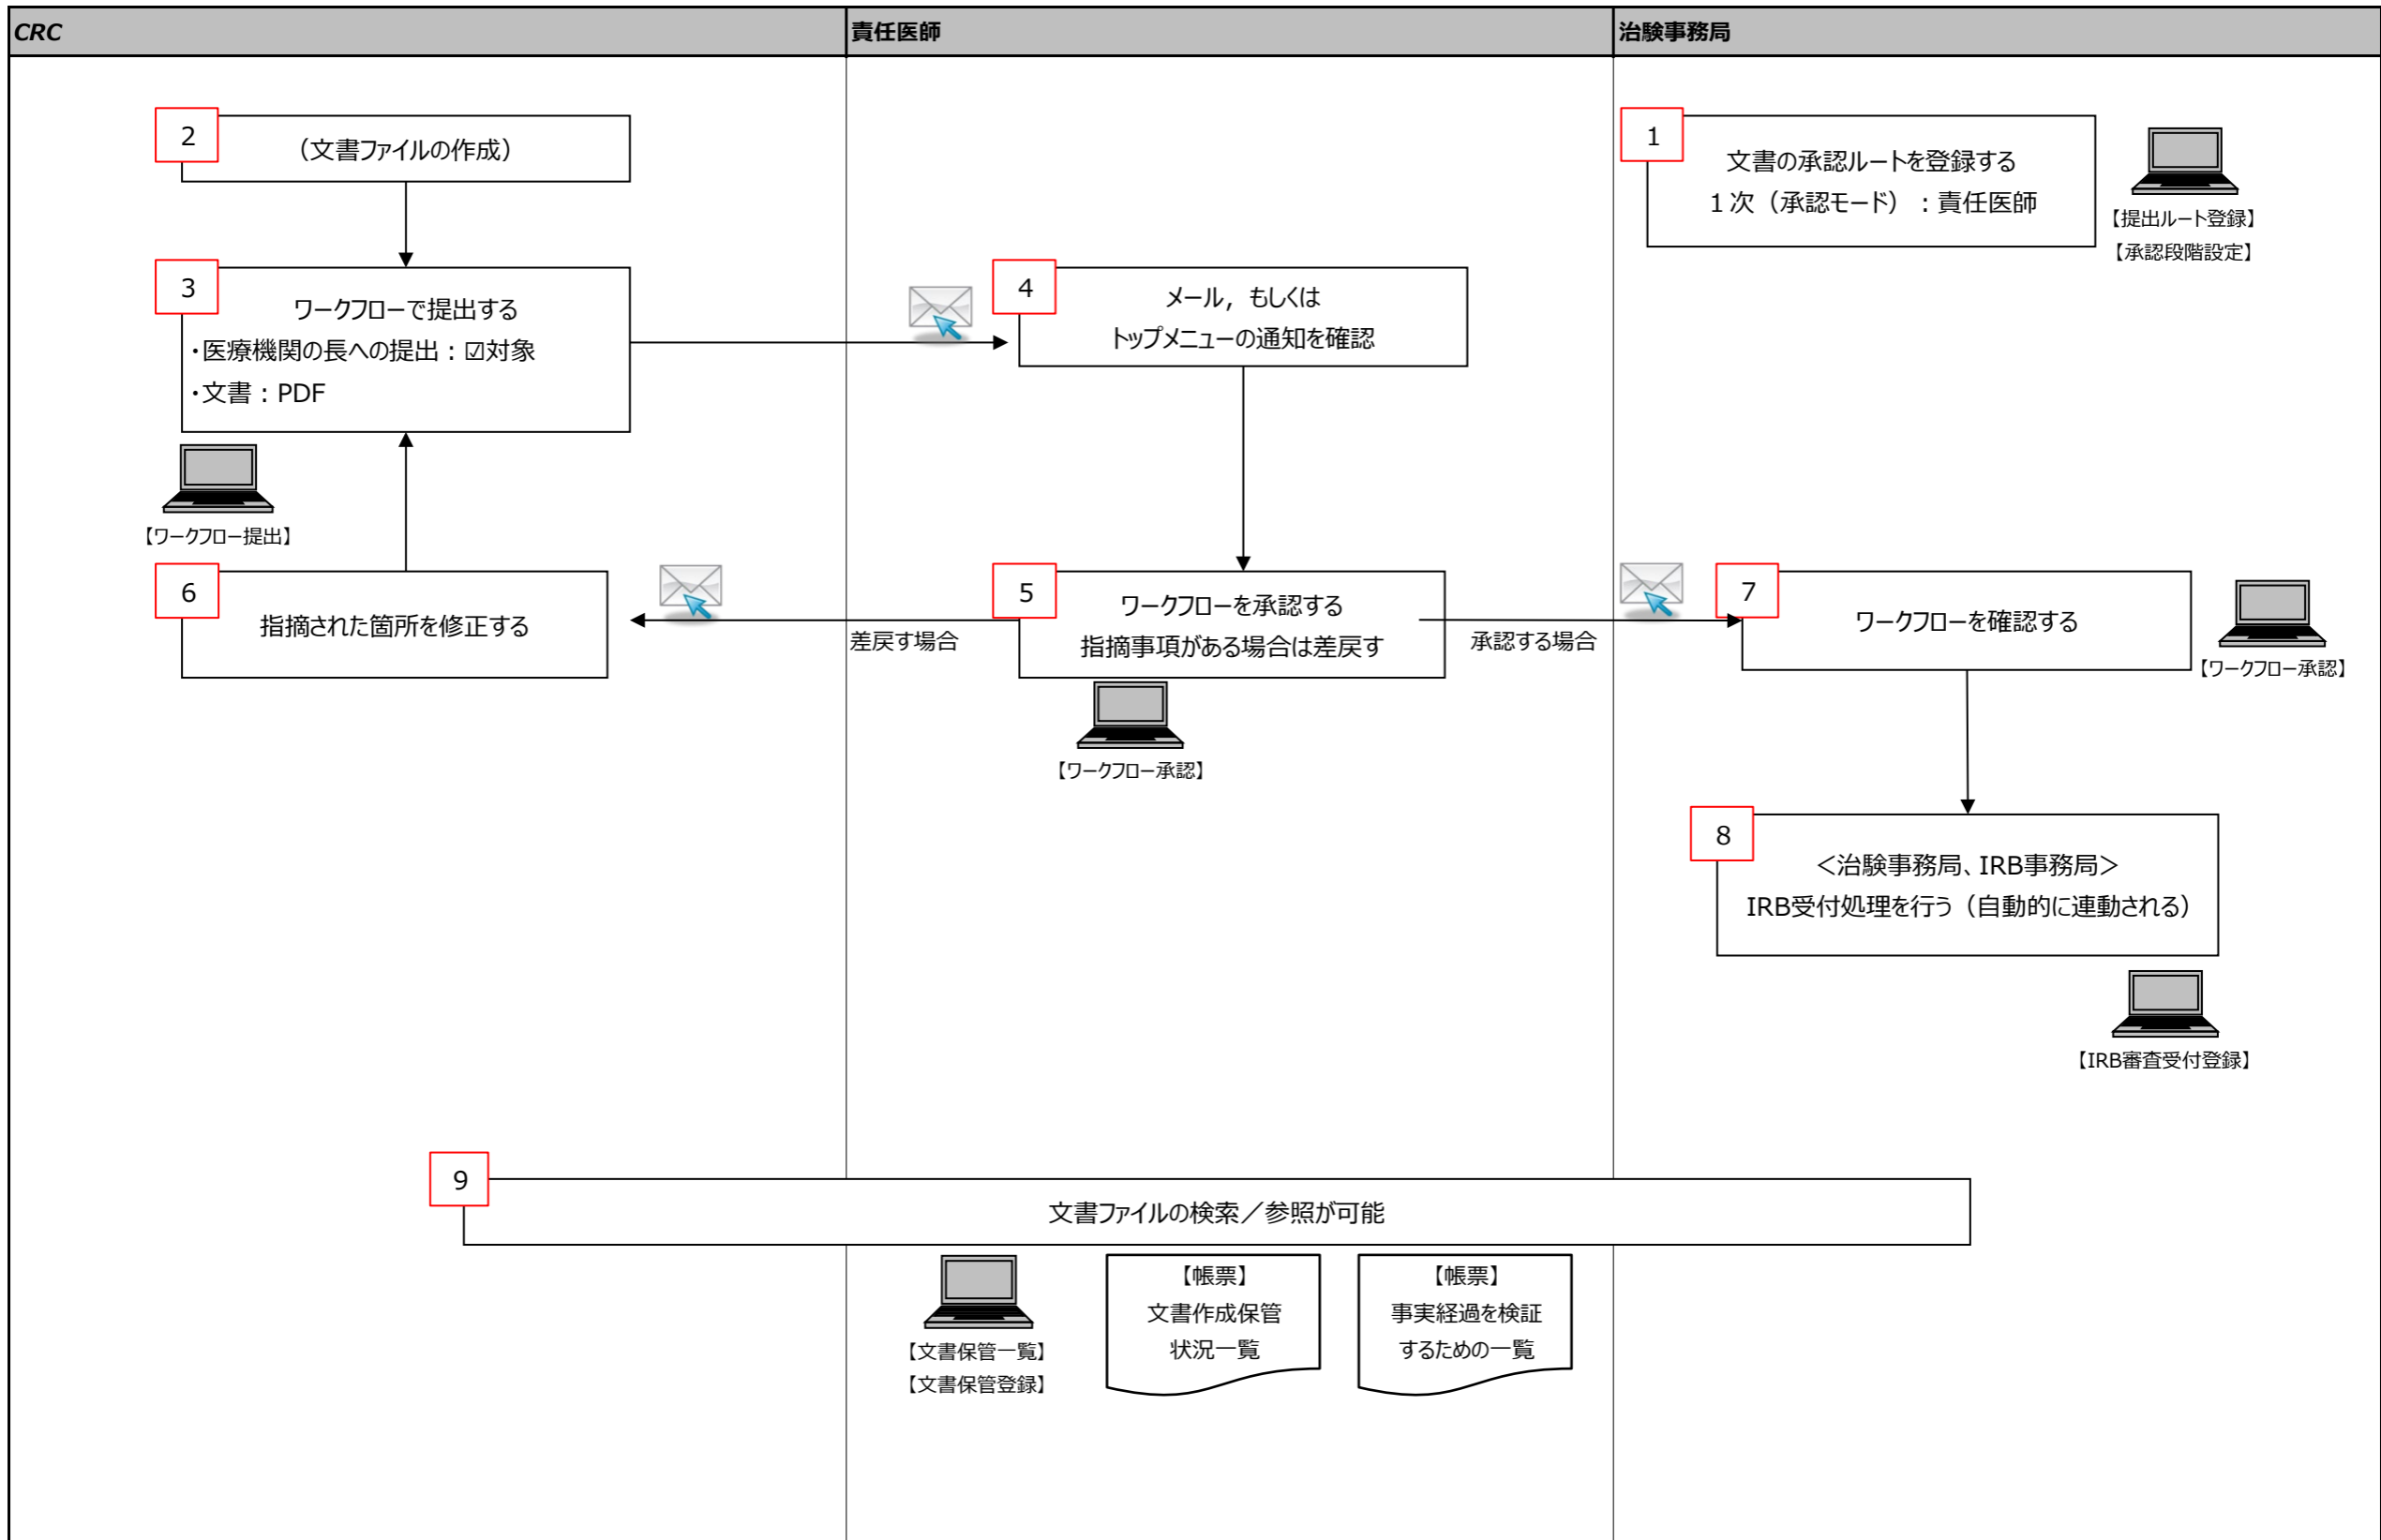 CRC
責任医師
治験事務局
1
文書の承認ルートを登録する
1次（承認モード）：責任医師
【提出ルート登録】
【承認段階設定】
2
（文書ファイルの作成）
3
ワークフローで提出する
・医療機関の長への提出：☑対象
・文書：PDF
【ワークフロー提出】
4
メール，もしくは
トップメニューの通知を確認
5
ワークフローを承認する
指摘事項がある場合は差戻す
【ワークフロー承認】
差戻す場合
承認する場合
6
指摘された箇所を修正する
7
ワークフローを確認する
【ワークフロー承認】
8
＜治験事務局、IRB事務局＞
IRB受付処理を行う（自動的に連動される）
【IRB審査受付登録】
9
文書ファイルの検索／参照が可能
【文書保管一覧】
【文書保管登録】
【帳票】
文書作成保管
状況一覧
【帳票】
事実経過を検証
するための一覧